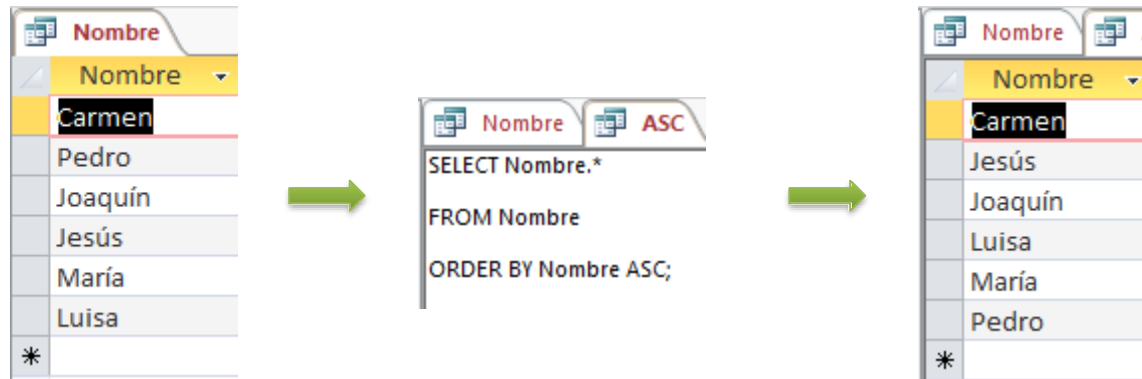 Nombre
Nombre
Carmen
Pedro
Joaquín
Jesús
María
Luisa
Nombre ASC
SELECT Nombre.*
FROM Nombre
ORDER BY Nombre ASC;
Nombre
Nombre
Carmen
Jesús
Joaquín
Luisa
María
Pedro